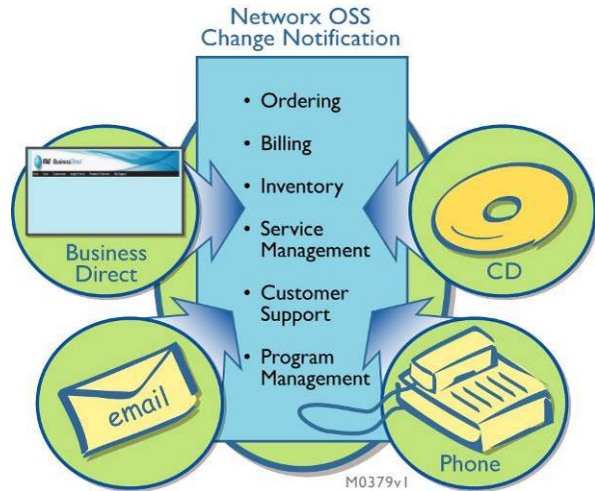 Networx OSS
Change Notification
• Ordering
• Billing
• Inventory
• Service
Management
• Customer
Support
• Program
Management
BusinessDirect
Business
Direct
CD
email
Phone
M0379v1